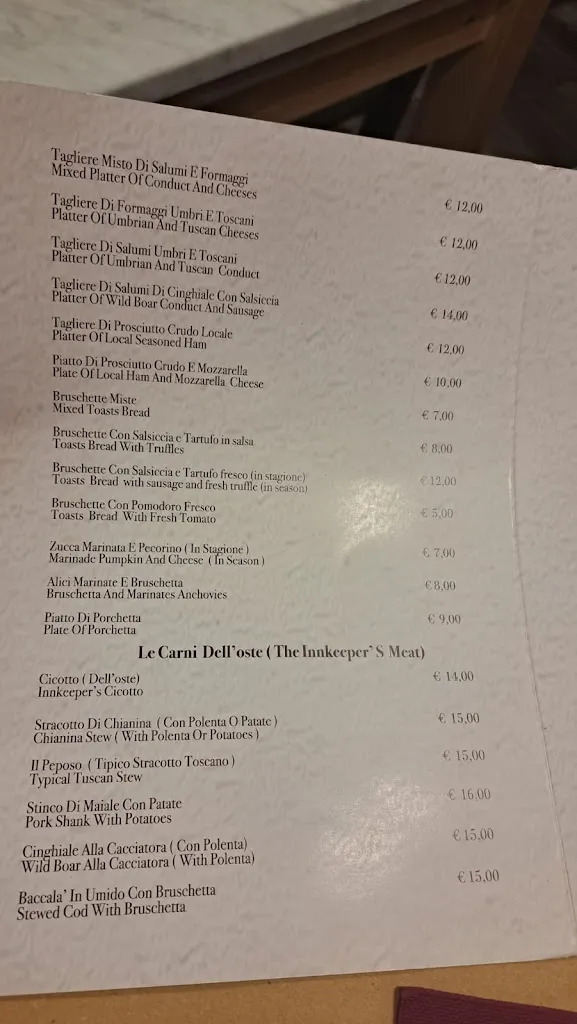 Tagliere Misto Di Salumi E Formaggi
Mixed Platter Of Conduct And Cheeses
€ 12,00
Tagliere Di Formaggi Umbri E Toscani
Platter Of Umbrian And Tuscan Cheeses
€ 12,00
Tagliere Di Salumi Umbri E Toscani
Platter Of Umbrian And Tuscan Conduct
€ 12,00
Tagliere Di Salumi Di Cinghiale Con Salsiccia
Platter Of Wild Boar Conduct And Sausage
€ 14,00
Tagliere Di Prosciutto Crudo Locale
Platter Of Local Seasoned Ham
€ 12,00
Piatto Di Prosciutto Crudo E Mozzarella
Plate Of Local Ham And Mozzarella Cheese
€ 10,00
Bruschette Miste
Mixed Toasts Bread
€ 7,00
Bruschette Con Salsiccia e Tartufo in salsa
Toasts Bread With Truffles
€ 8,00
Bruschette Con Salsiccia e Tartufo fresco (in stagione)
Toasts Bread with sausage and fresh truffle (in season)
€ 12,00
Bruschette Con Pomodoro Fresco
Toasts Bread With Fresh Tomato
€ 5,00
Zucca Marinata E Pecorino ( In Stagione )
Marinade Pumpkin And Cheese ( In Season )
€ 7,00
Alici Marinate E Bruschetta
Bruschetta And Marinates Anchovies
€ 8,00
Piatto Di Porchetta
Plate Of Porchetta
€ 9,00
Le Carni Dell'oste ( The Innkeeper' S Meat)
Cicotto ( Dell'oste)
Innkeeper's Cicotto
€ 14,00
Stracotto Di Chianina ( Con Polenta O Patate )
Chianina Stew ( With Polenta Or Potatoes )
€ 15,00
Il Peposo ( Tipico Stracotto Toscano )
Typical Tuscan Stew
€ 15,00
Stinco Di Maiale Con Patate
Pork Shank With Potatoes
€ 16,00
Cinghiale Alla Cacciatora ( Con Polenta)
Wild Boar Alla Cacciatora ( With Polenta)
€ 15,00
Baccala' In Umido Con Bruschetta
Stewed Cod With Bruschetta
€ 15,00